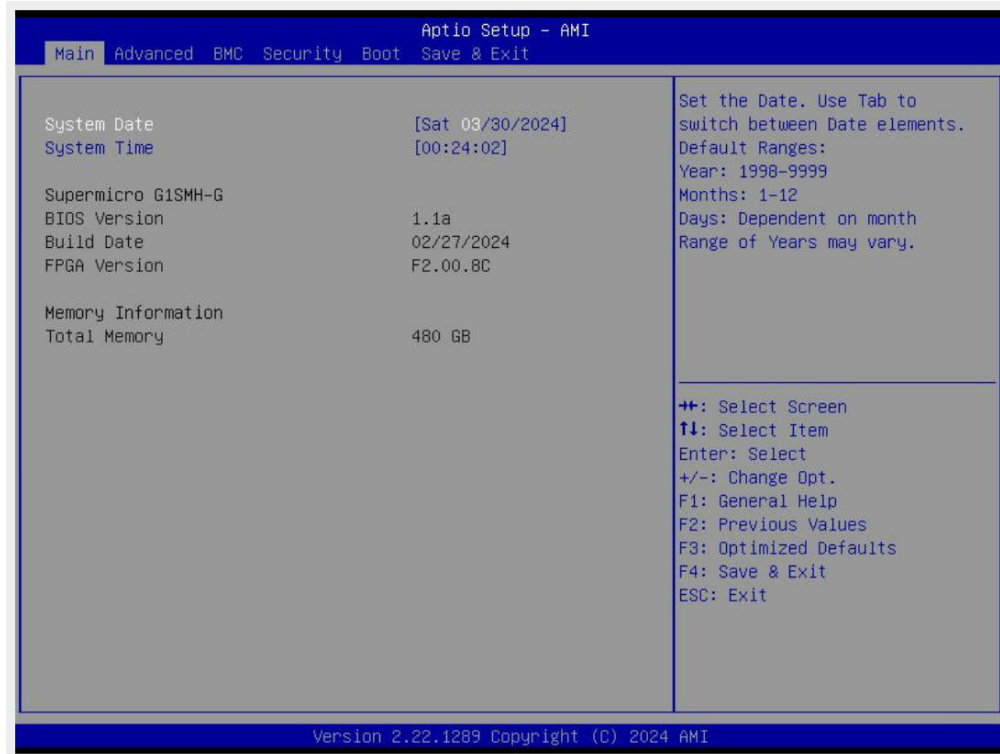 Aptio Setup - AMI
Main Advanced BMC Security Boot Save & Exit
System Date [Sat 03/30/2024]
System Time [00:24:02]
Supermicro G1SMH-G
BIOS Version 1.1a
Build Date 02/27/2024
FPGA Version F2.00.8C
Memory Information
Total Memory 480 GB
Set the Date. Use Tab to
switch between Date elements.
Default Ranges:
Year: 1998-9999
Months: 1-12
Days: Dependent on month
Range of Years may vary.
→←: Select Screen
↑↓: Select Item
Enter: Select
+/-: Change Opt.
F1: General Help
F2: Previous Values
F3: Optimized Defaults
F4: Save & Exit
ESC: Exit
Version 2.22.1289 Copyright (C) 2024 AMI